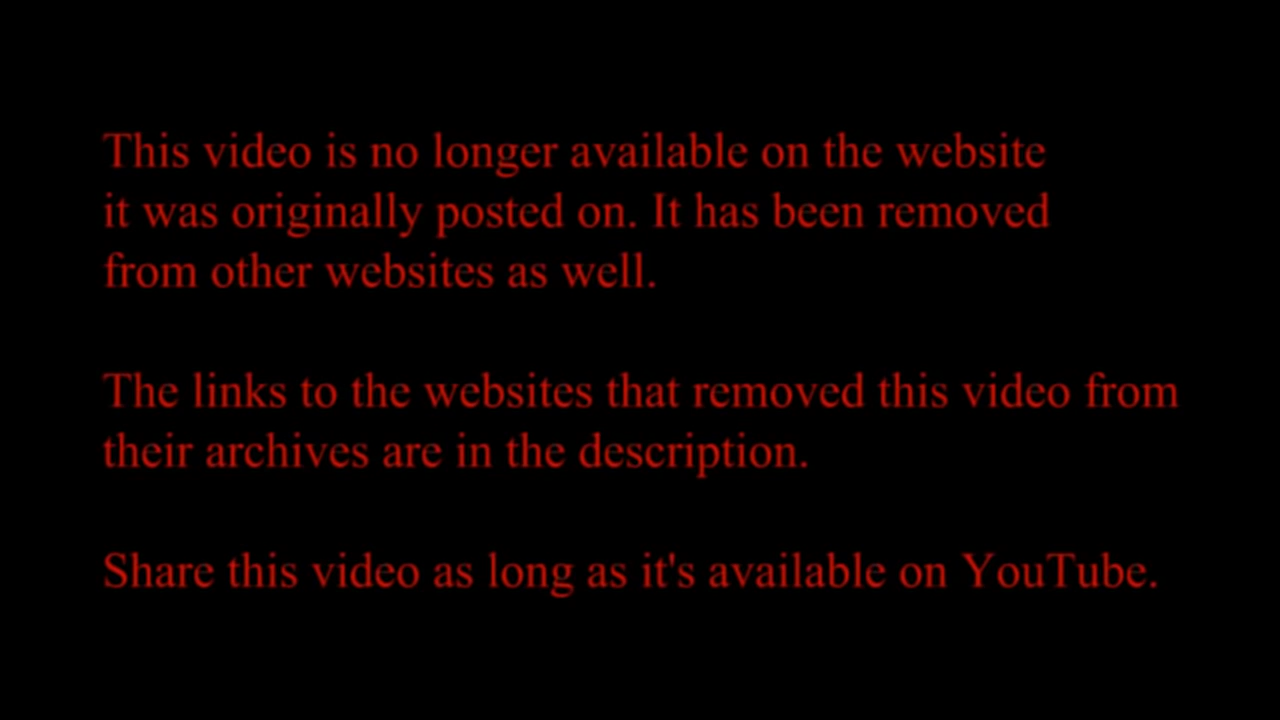 This video is no longer available on the website
it was originally posted on. It has been removed
from other websites as well.
The links to the websites that removed this video from
their archives are in the description.
Share this video as long as it's available on YouTube.